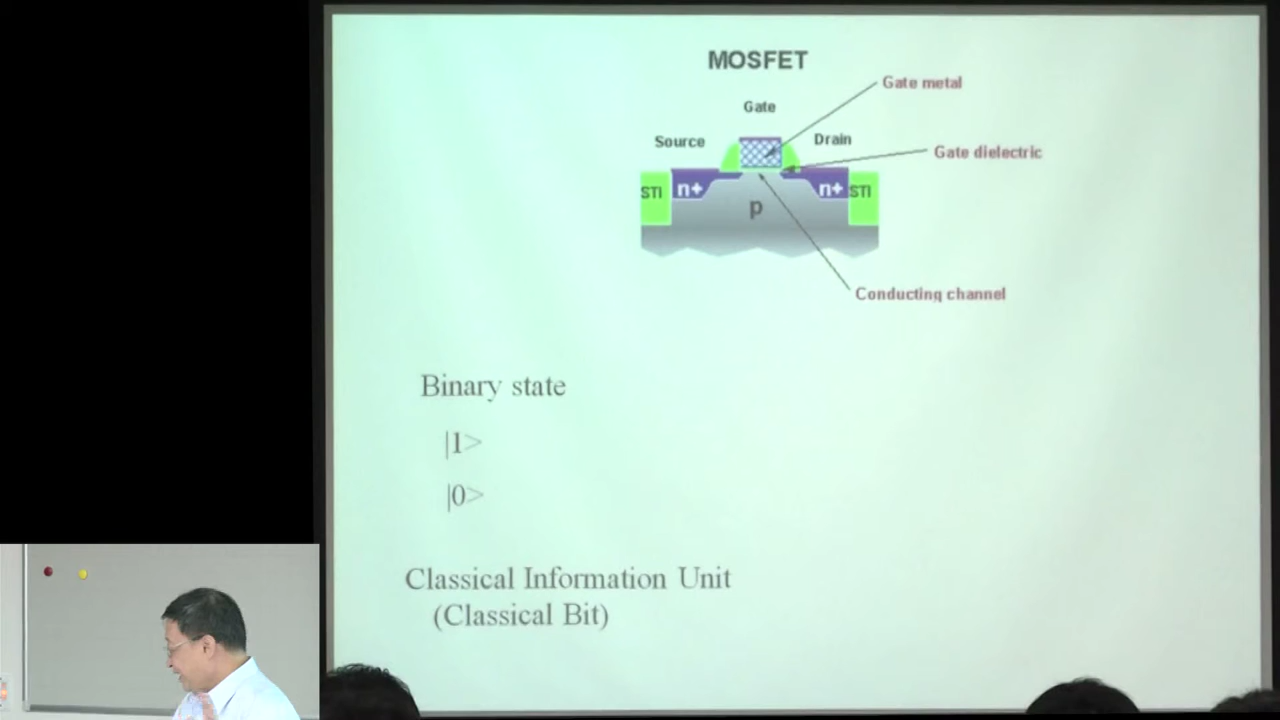 MOSFET
Gate metal
Gate
Source
Drain
Gate dielectric
STI
n+
n+
STI
p
Conducting channel
Binary state
|1>
|0>
Classical Information Unit
(Classical Bit)